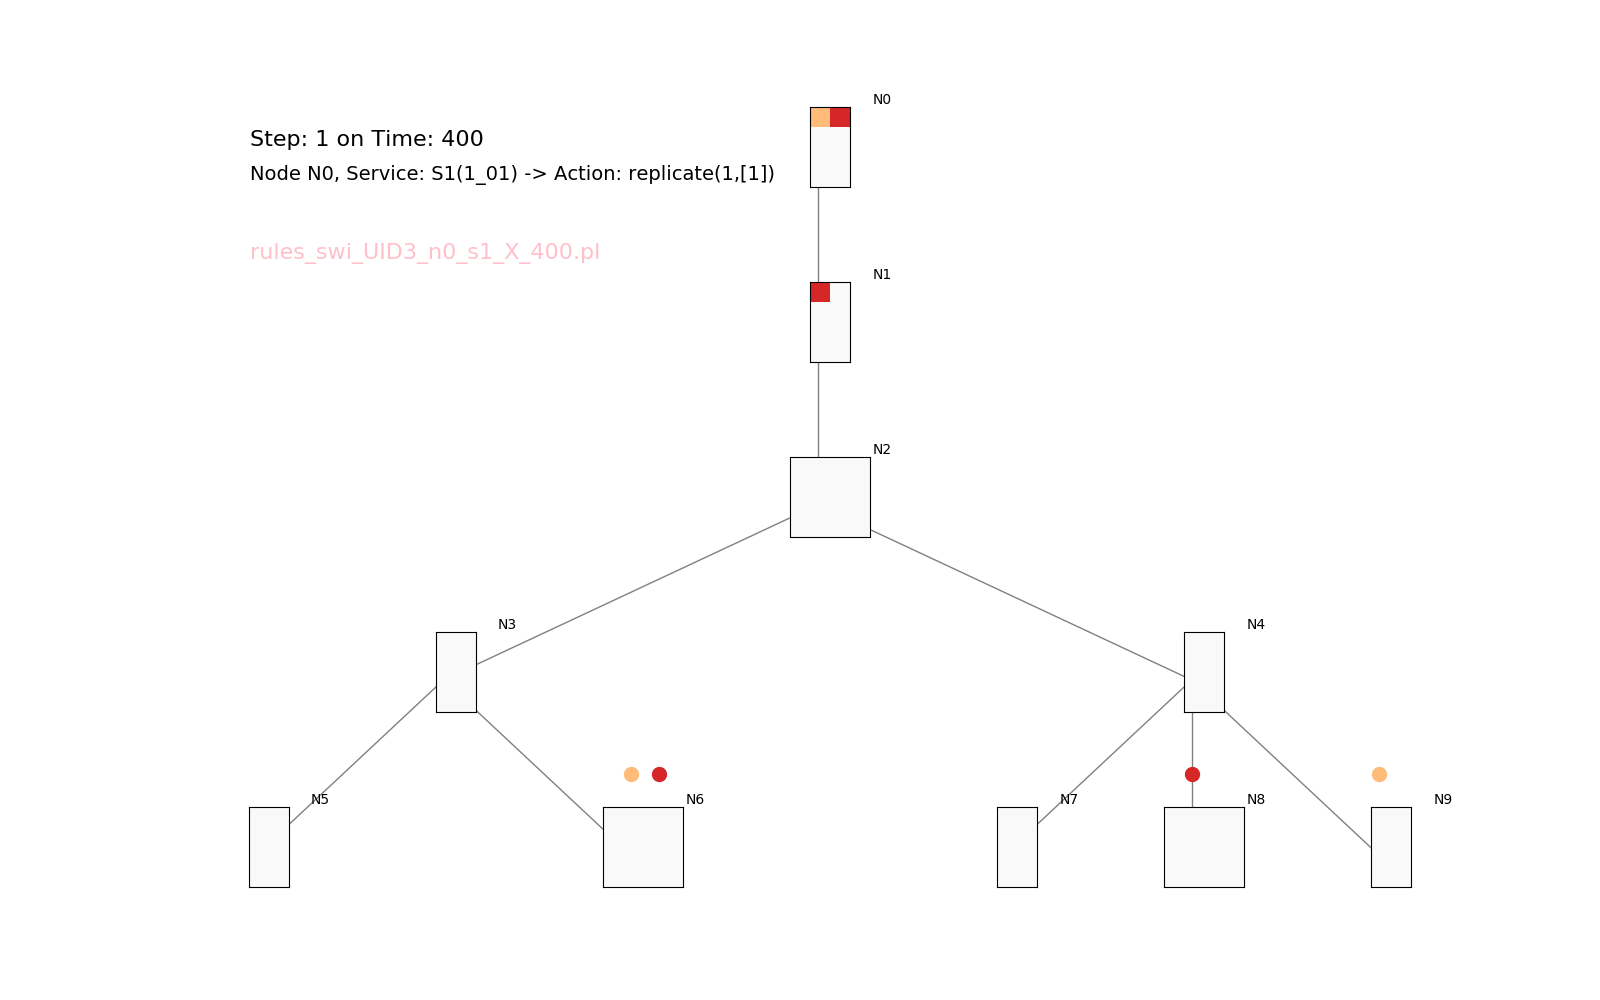 N0
Step: 1 on Time: 400
Node N0, Service: S1(1_01) -> Action: replicate(1,[1])
rules_swi_UID3_n0_s1_X_400.pl
N1
N2
N3
N4
N5
N6
N7
N8
N9